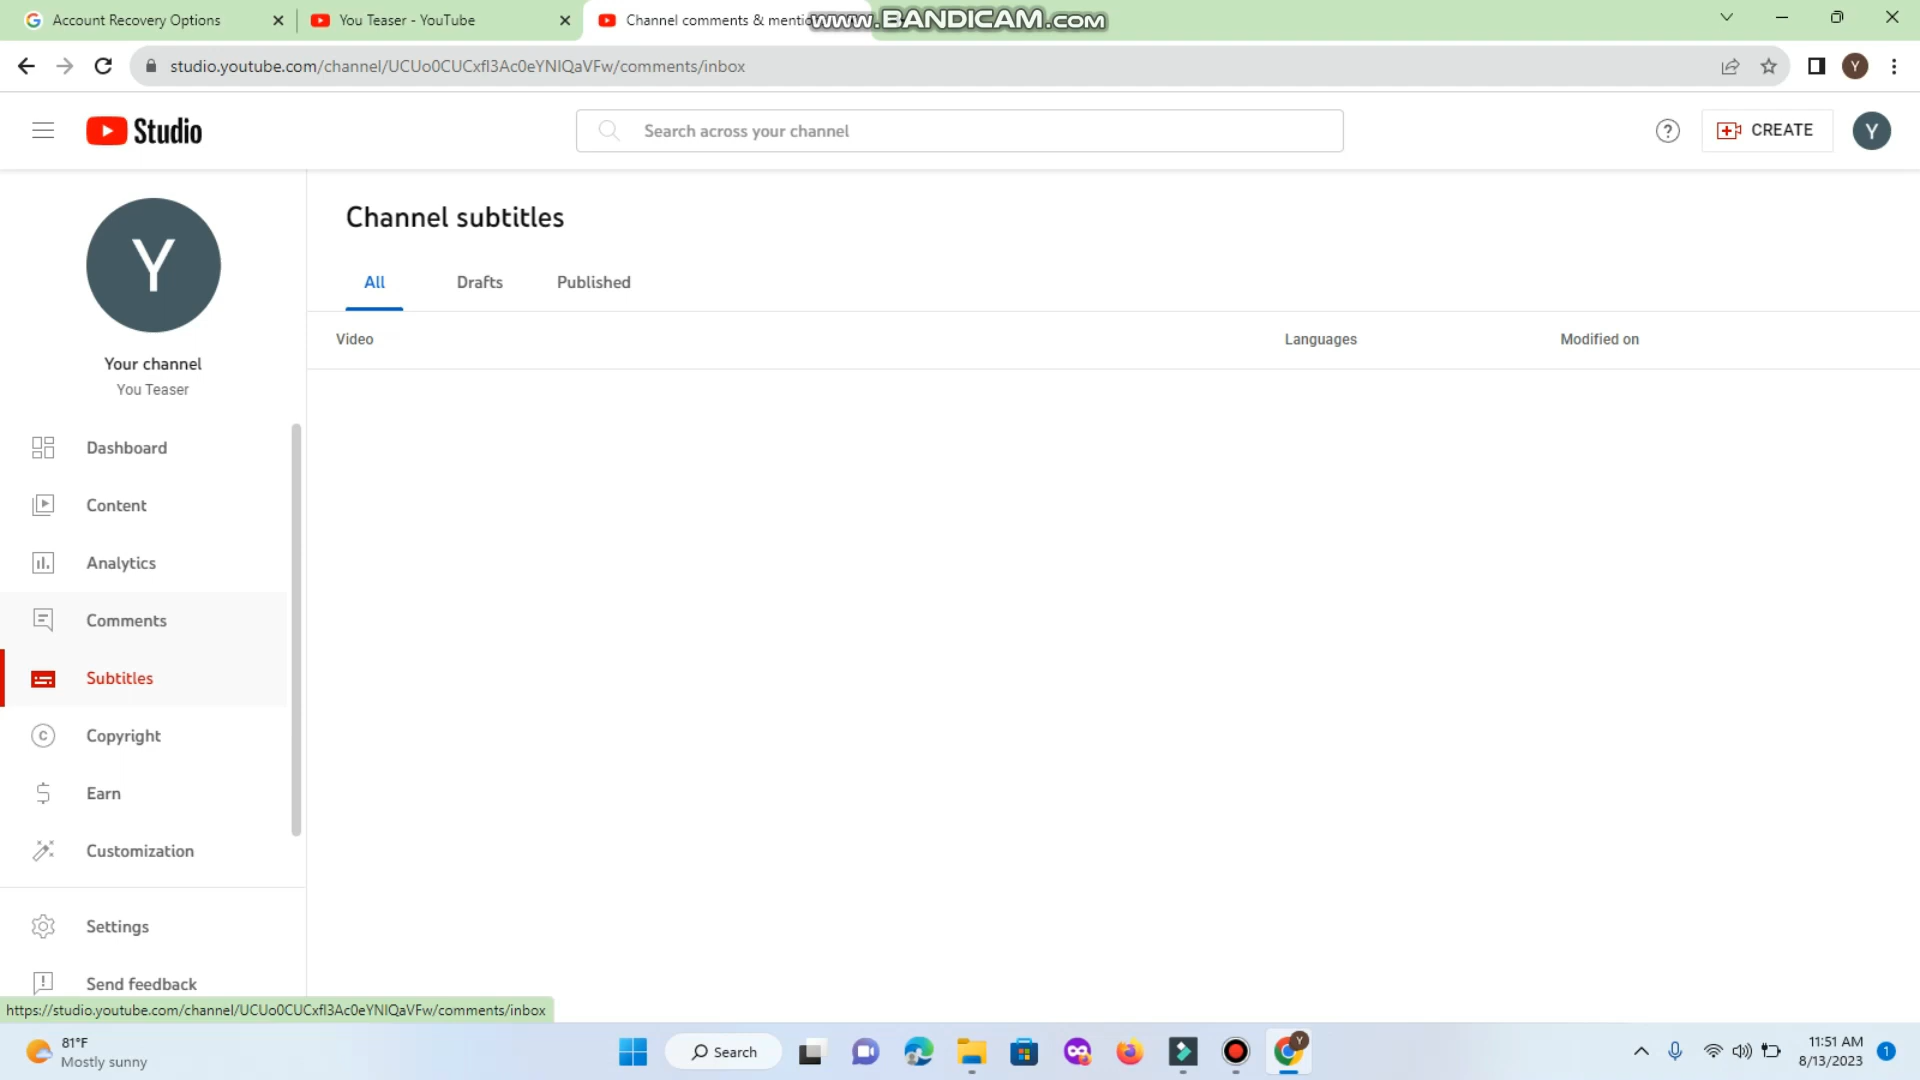 Account Recovery Options
You Teaser - YouTube
Channel comments & mentio
www.BANDICAM.com
studio.youtube.com/channel/UCUo0CUCxfl3Ac0eYNIQaVFw/comments/inbox
Y
Studio
Search across your channel
?
CREATE
Y
Y
Your channel
You Teaser
Channel subtitles
All
Drafts
Published
Video
Languages
Modified on
Dashboard
Content
Analytics
Comments
Subtitles
Copyright
Earn
Customization
Settings
Send feedback
https://studio.youtube.com/channel/UCUo0CUCxfl3Ac0eYNIQaVFw/comments/inbox
81°F
Mostly sunny
Search
Y
11:51 AM
8/13/2023
1